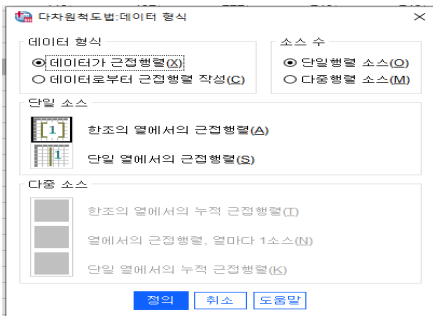 다차원척도법:데이터 형식
데이터 형식
데이터가 근접행렬(X)
데이터로부터 근접행렬 작성(C)
소스 수
단일행렬 소스(O)
다중행렬 소스(M)
단일 소스
[1] 한조의 열에서의 근접행렬(A)
1 단일 열에서의 근접행렬(S)
다중 소스
한조의 열에서의 누적 근접행렬(T)
열에서의 근접행렬, 열마다 1소스(N)
단일 열에서의 누적 근접행렬(K)
정의 취소 도움말